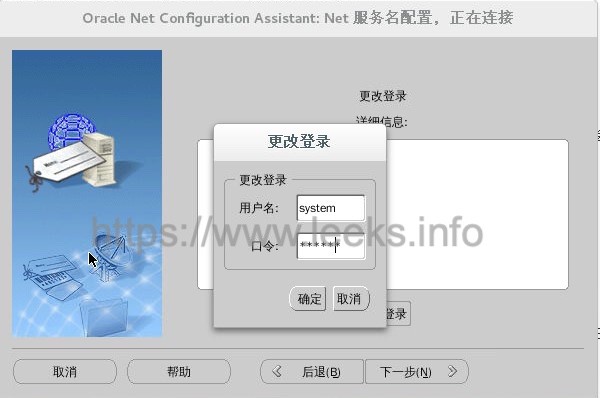 Oracle Net Configuration Assistant: Net 服务名配置，正在连接
更改登录
详细信息:
更改登录
更改登录
用户名: system
https://www.leeks.info
口令: ******
确定 取消
登录
取消 帮助 后退(B) 下一步(N)